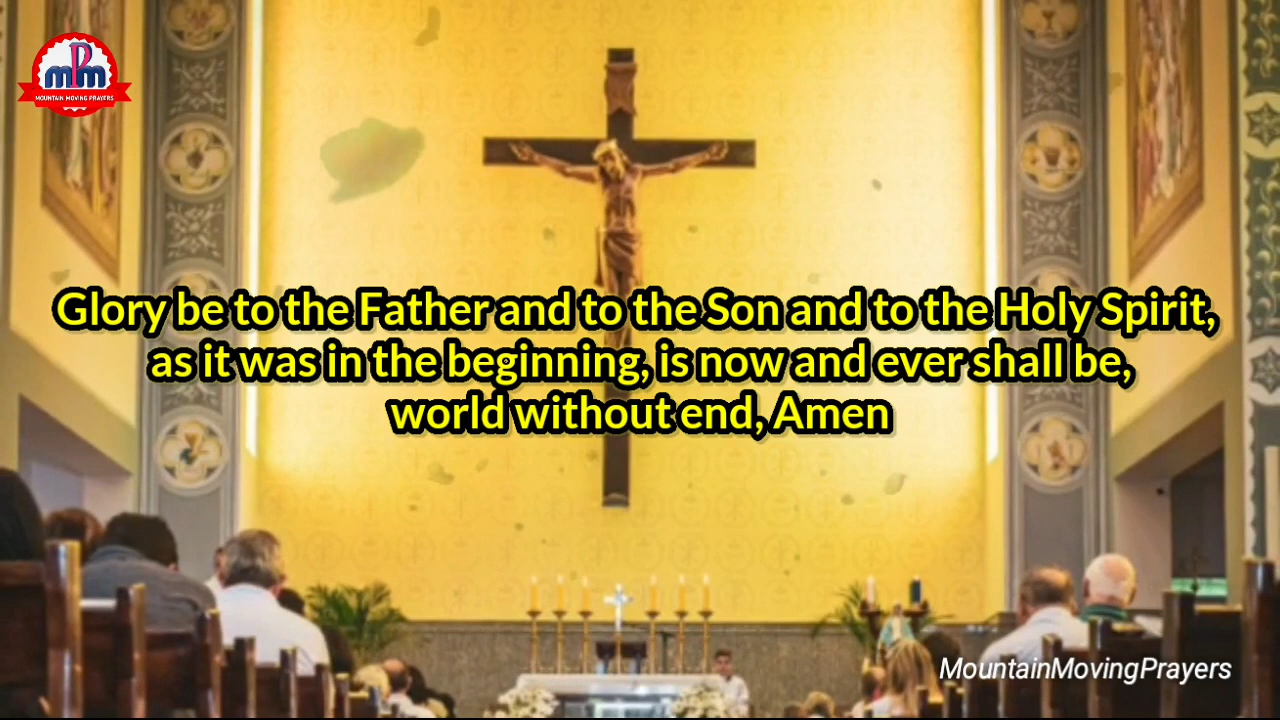 mPm
MOUNTAIN MOVING PRAYERS
Glory be to the Father and to the Son and to the Holy Spirit,
as it was in the beginning, is now and ever shall be,
world without end, Amen
MountainMovingPrayers